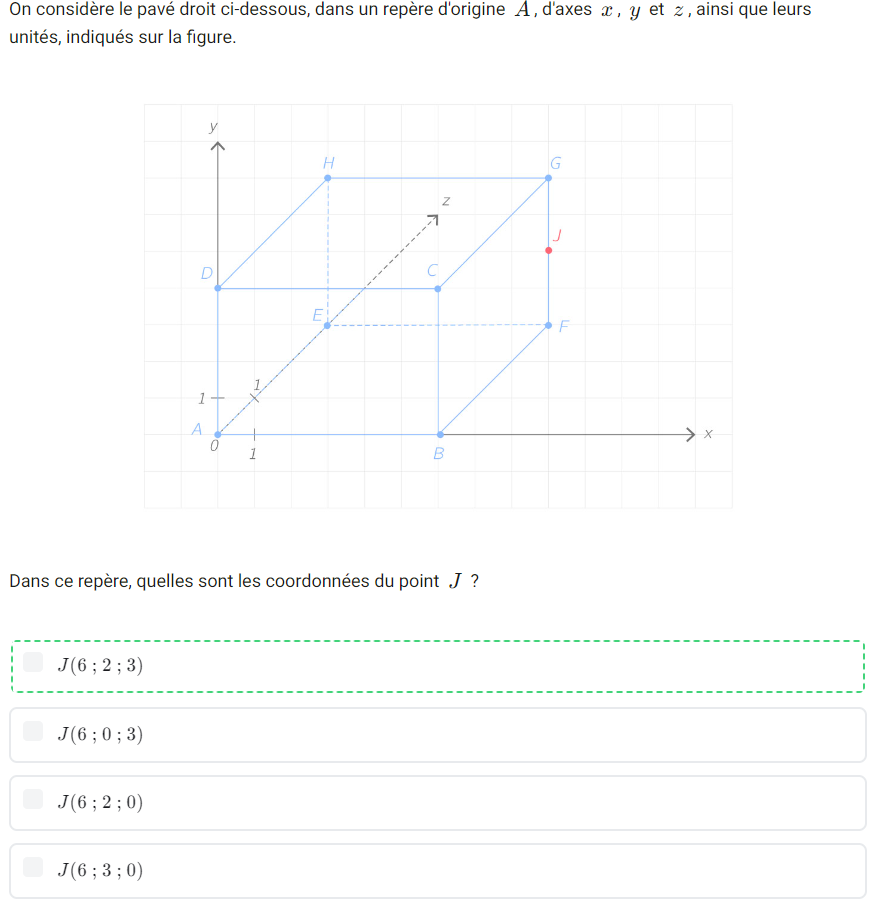 On considère le pavé droit ci-dessous, dans un repère d'origine A, d'axes x, y et z, ainsi que leurs
unités, indiqués sur la figure.
y
H
G
z
J
D
C
E
F
1
1
A
0
1
B
x
Dans ce repère, quelles sont les coordonnées du point J ?
J(6 ; 2 ; 3)
J(6 ; 0 ; 3)
J(6 ; 2 ; 0)
J(6 ; 3 ; 0)